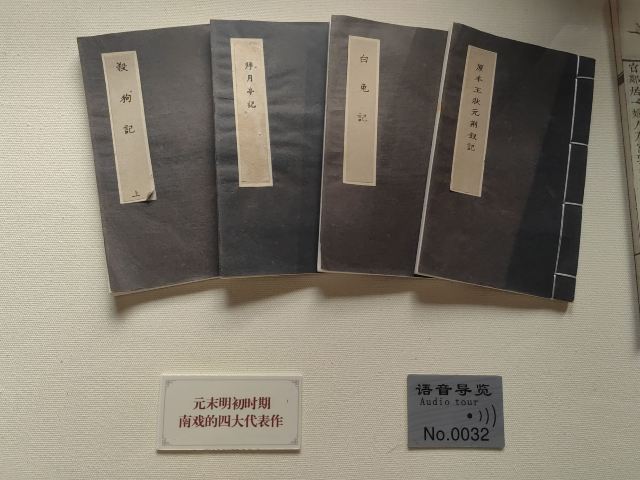 殺狗記
上
拜月亭記
白兔記
原本王狀元荊釵記
元末明初时期
南戏的四大代表作
语音导览
Audio tour
No.0032